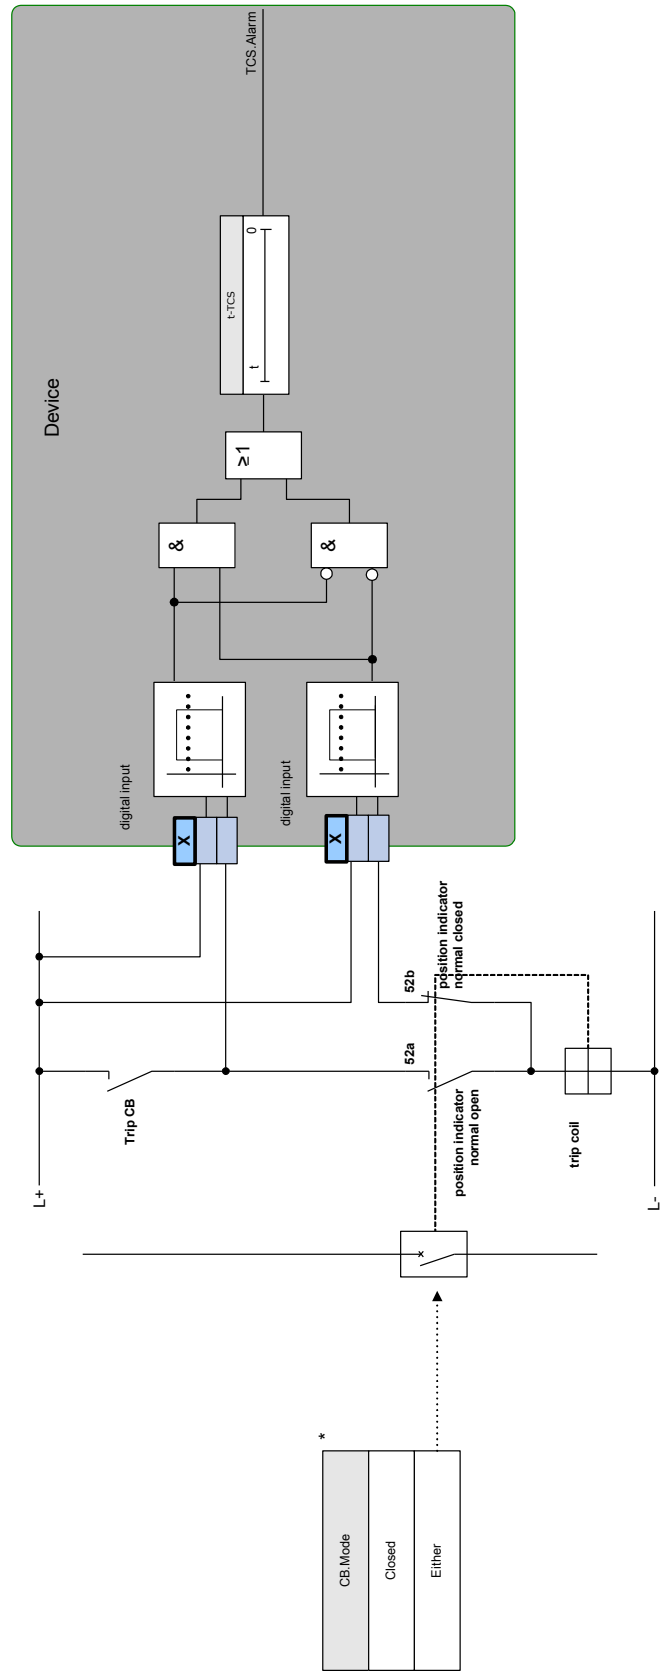 Device
TCS.Alarm
t-TCS
t
0
≥1
&
&
digital input
digital input
X
X
L+
Trip CB
52a
52b
position indicator
normal closed
position indicator
normal open
trip coil
L-
*
CB.Mode
Closed
Either